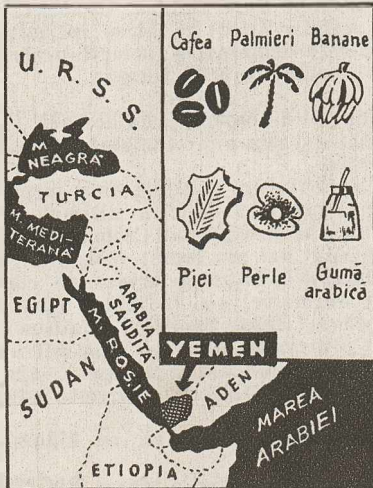 Cafea Palmieri Banane
Piei Perle Gumă
arabică
U.R.S.S.
M.
NEAGRĂ
TURCIA
M. MEDI-
TERANĂ
EGIPT
ARABIA
SAUDITĂ
M. ROȘIE
YEMEN
SUDAN
ADEN
MAREA
ARABIEI
ETIOPIA